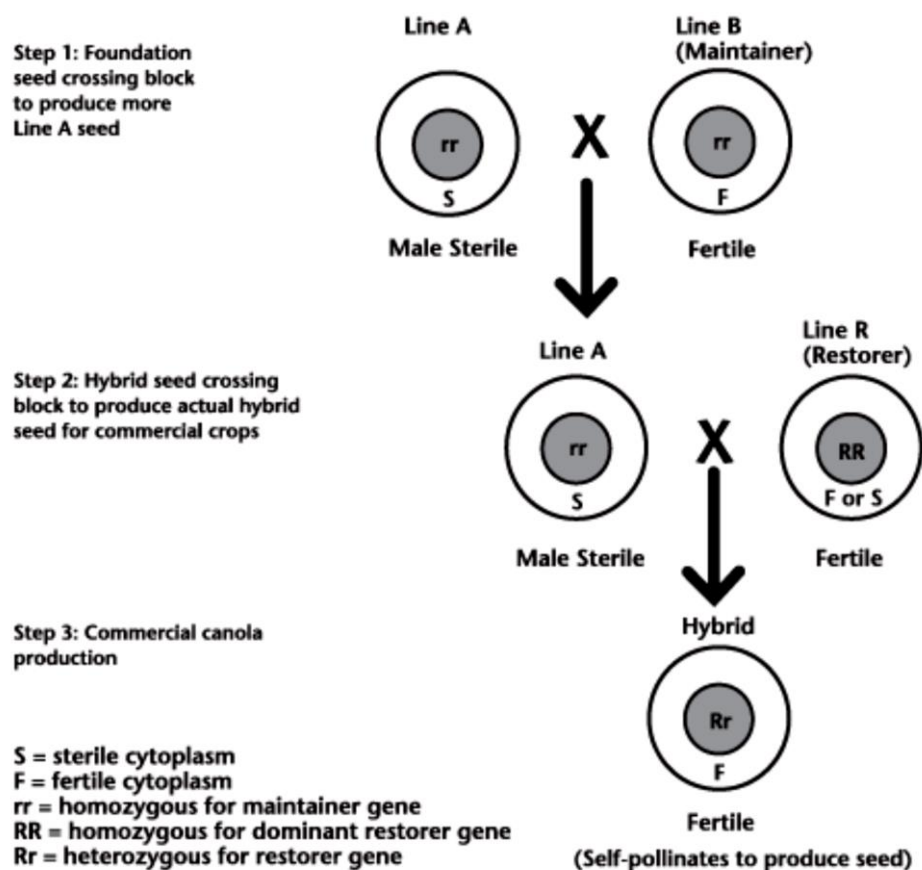 Line A
Line B
(Maintainer)
Step 1: Foundation
seed crossing block
to produce more
Line A seed
rr
S
X
rr
F
Male Sterile
Fertile
Line A
Line R
(Restorer)
Step 2: Hybrid seed crossing
block to produce actual hybrid
seed for commercial crops
rr
S
X
RR
F or S
Male Sterile
Fertile
Hybrid
Step 3: Commercial canola
production
Rr
F
S = sterile cytoplasm
F = fertile cytoplasm
rr = homozygous for maintainer gene
RR = homozygous for dominant restorer gene
Rr = heterozygous for restorer gene
Fertile
(Self-pollinates to produce seed)